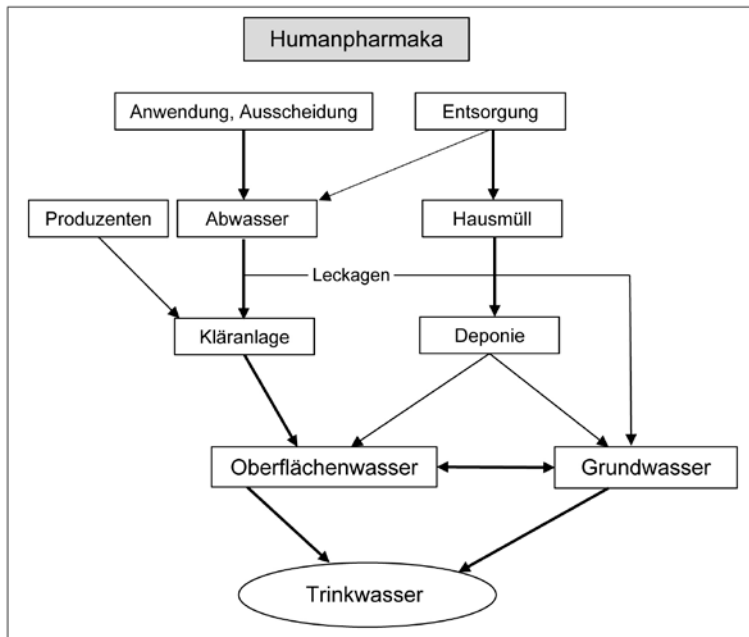 Humanpharmaka
Anwendung, Ausscheidung
Entsorgung
Produzenten
Abwasser
Hausmüll
Leckagen
Kläranlage
Deponie
Oberflächenwasser
Grundwasser
Trinkwasser